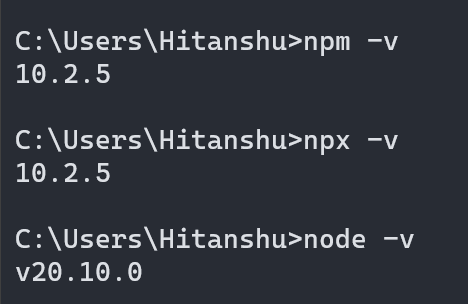 C:\Users\Hitanshu>npm -v
10.2.5
C:\Users\Hitanshu>npx -v
10.2.5
C:\Users\Hitanshu>node -v
v20.10.0